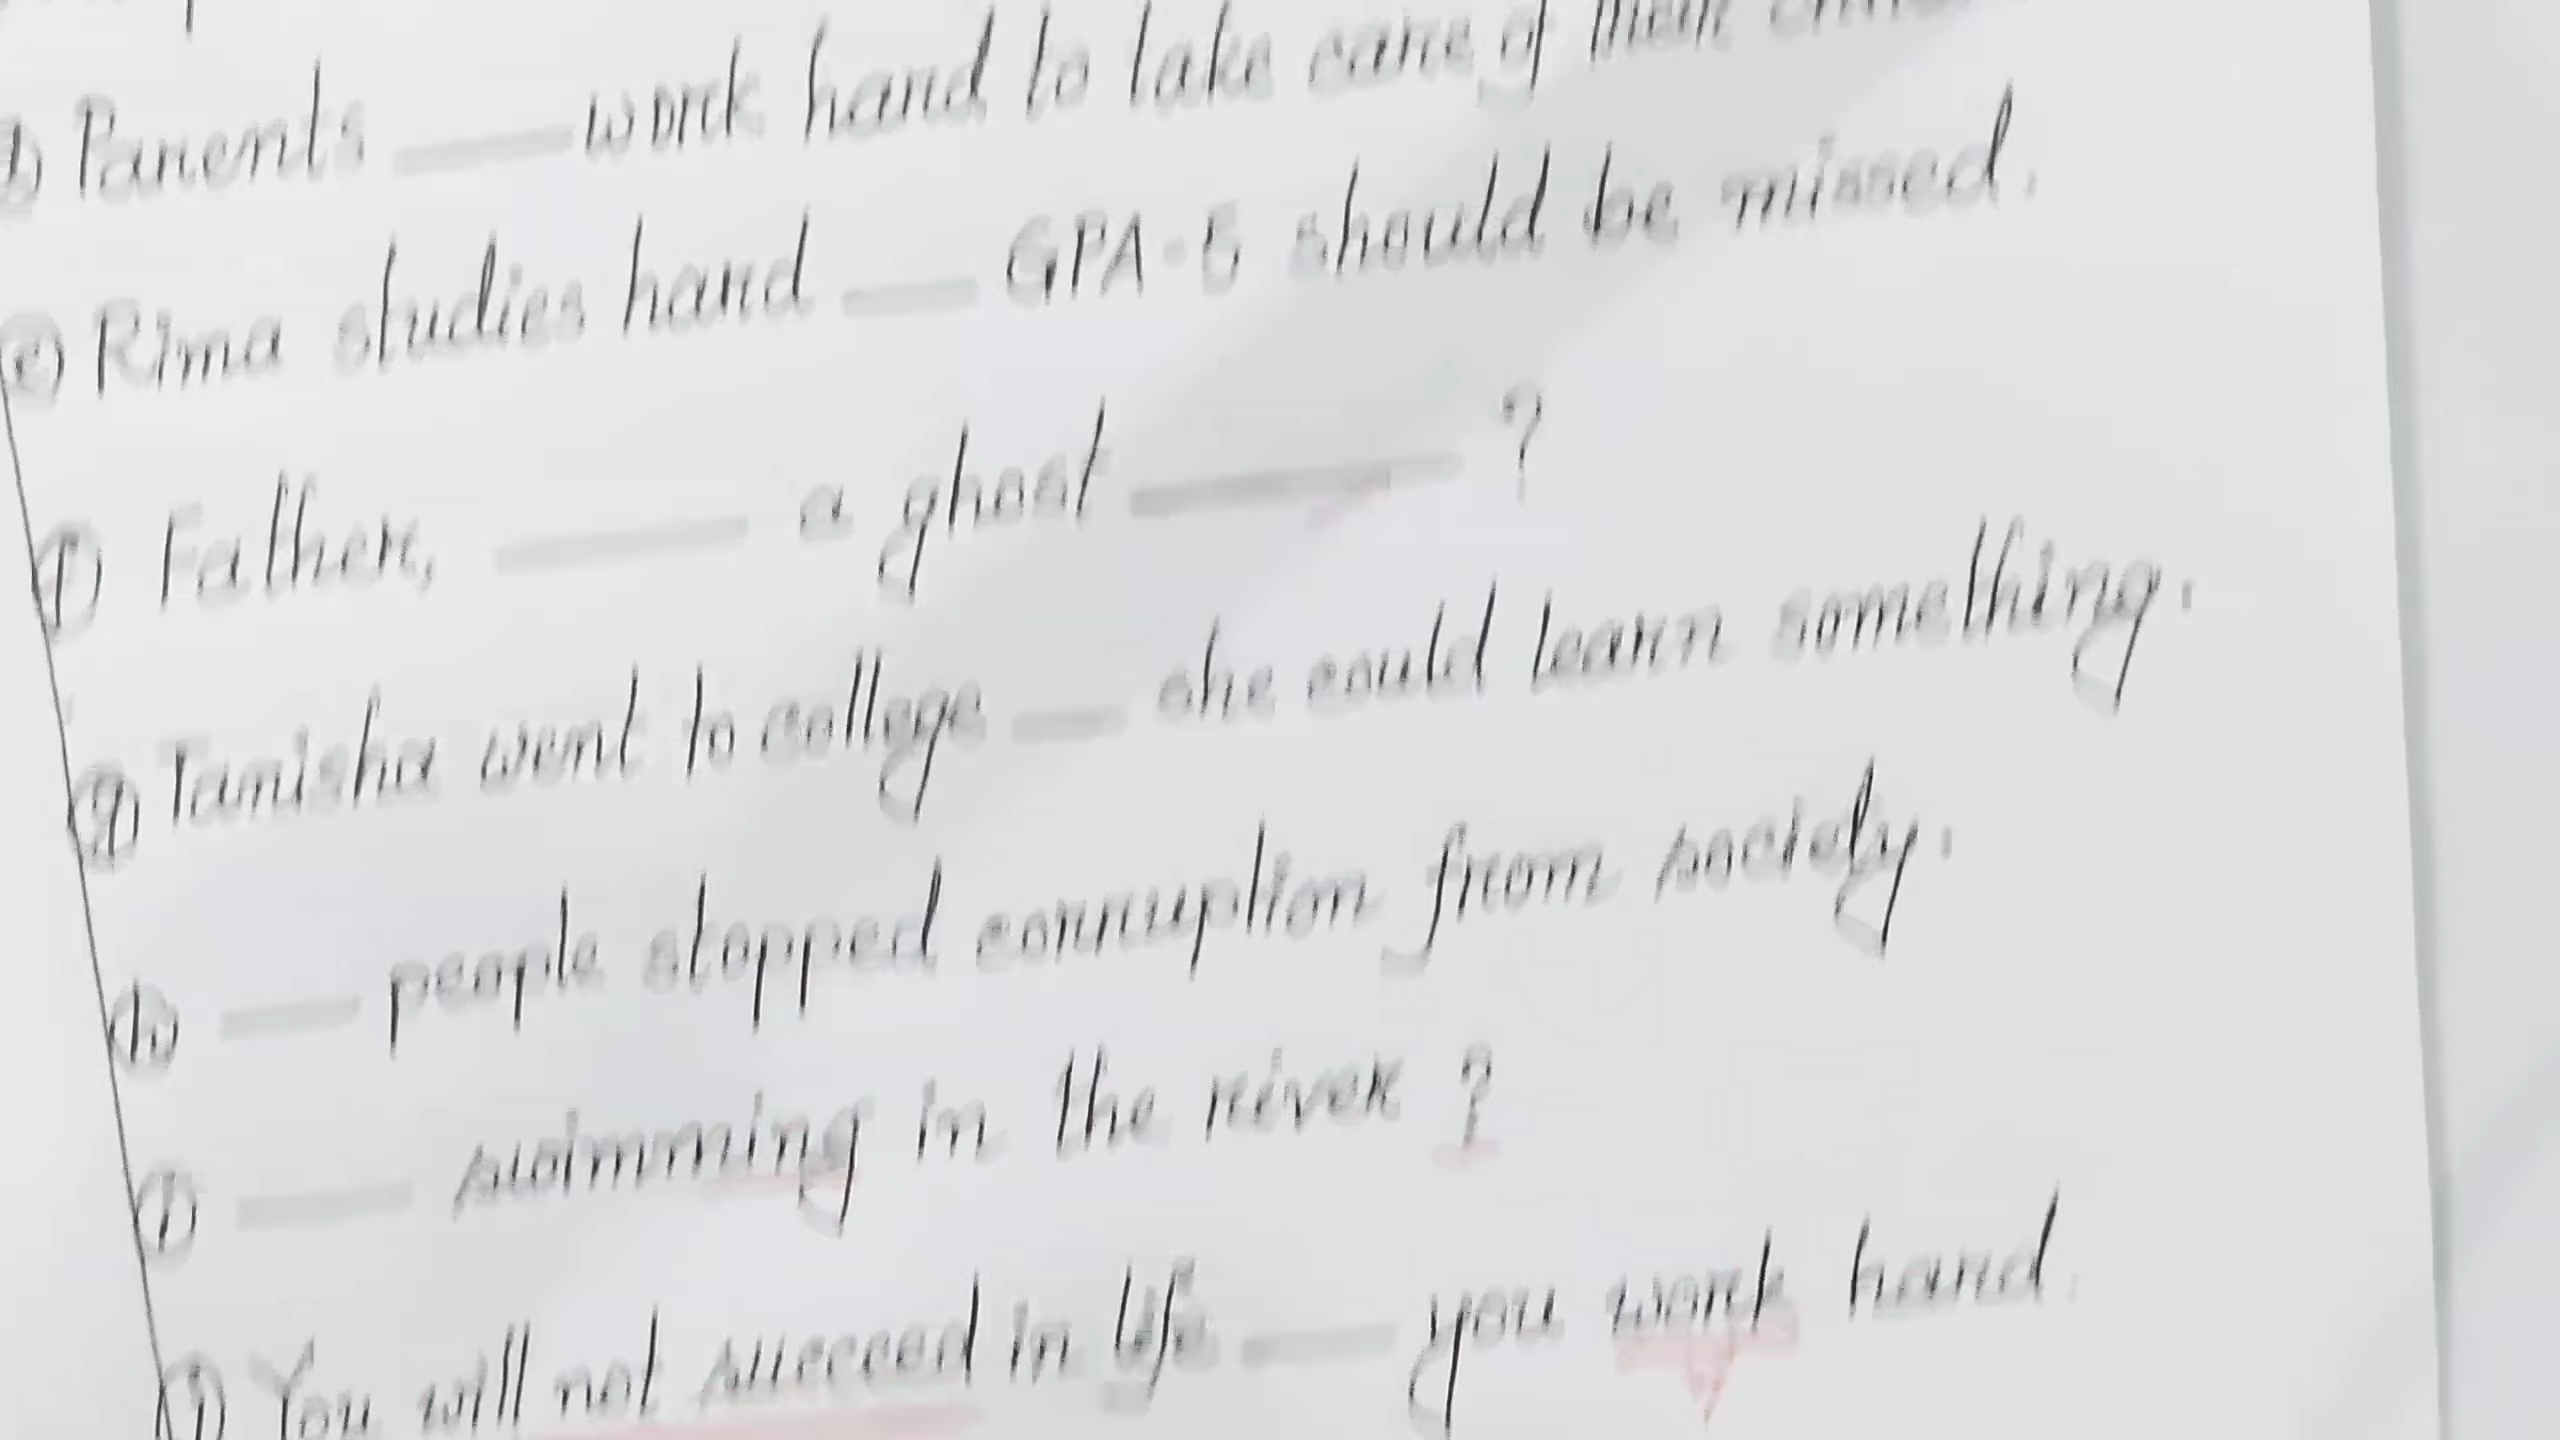 d) Parents ___ work hard to take care of their
e) Rima studies hard ___ GPA-5 should be missed.
f) Father, ___ a ghost ___ ?
g) Tanisha went to college ___ she could learn something.
h) ___ people stopped corruption from society.
i) ___ swimming in the river ?
j) You will not succeed in life ___ you work hard.